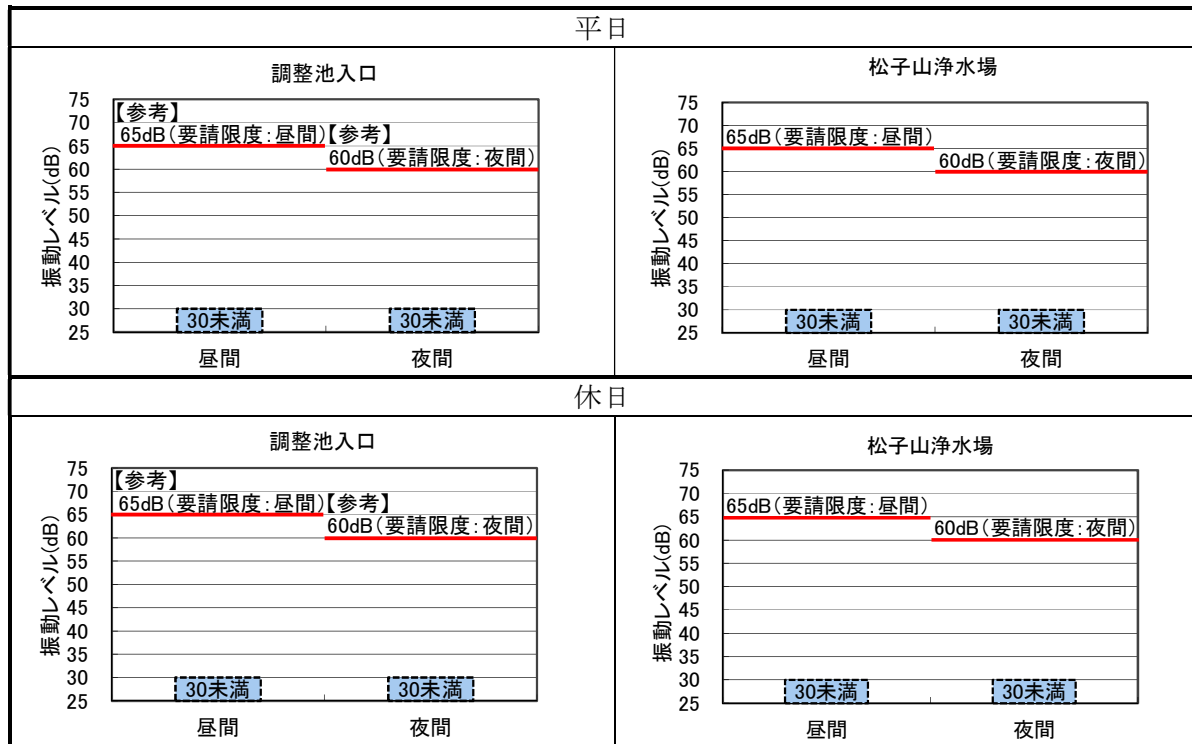 平日
調整池入口
振動レベル(dB)
75
70
65
60
55
50
45
40
35
30
25
【参考】
65dB(要請限度:昼間)【参考】
60dB(要請限度:夜間)
30未満 30未満
昼間 夜間
松子山浄水場
振動レベル(dB)
75
70
65
60
55
50
45
40
35
30
25
65dB(要請限度:昼間)
60dB(要請限度:夜間)
30未満 30未満
昼間 夜間
休日
調整池入口
振動レベル(dB)
75
70
65
60
55
50
45
40
35
30
25
【参考】
65dB(要請限度:昼間)【参考】
60dB(要請限度:夜間)
30未満 30未満
昼間 夜間
松子山浄水場
振動レベル(dB)
75
70
65
60
55
50
45
40
35
30
25
65dB(要請限度:昼間)
60dB(要請限度:夜間)
30未満 30未満
昼間 夜間